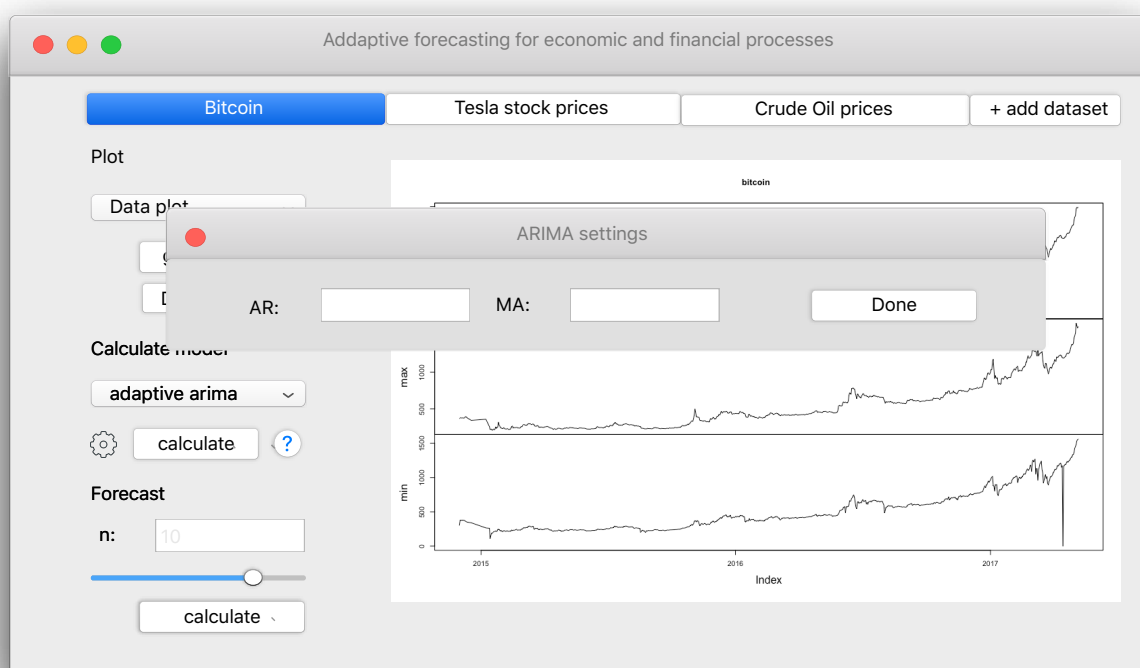 Addaptive forecasting for economic and financial processes
Bitcoin
Tesla stock prices
Crude Oil prices
+ add dataset
Plot
Data plot
bitcoin
ARIMA settings
AR:
MA:
Done
Calculate model
adaptive arima
calculate
?
Forecast
n:
10
calculate
max
1000
500
min
1500
1000
500
0
2015
2016
2017
Index